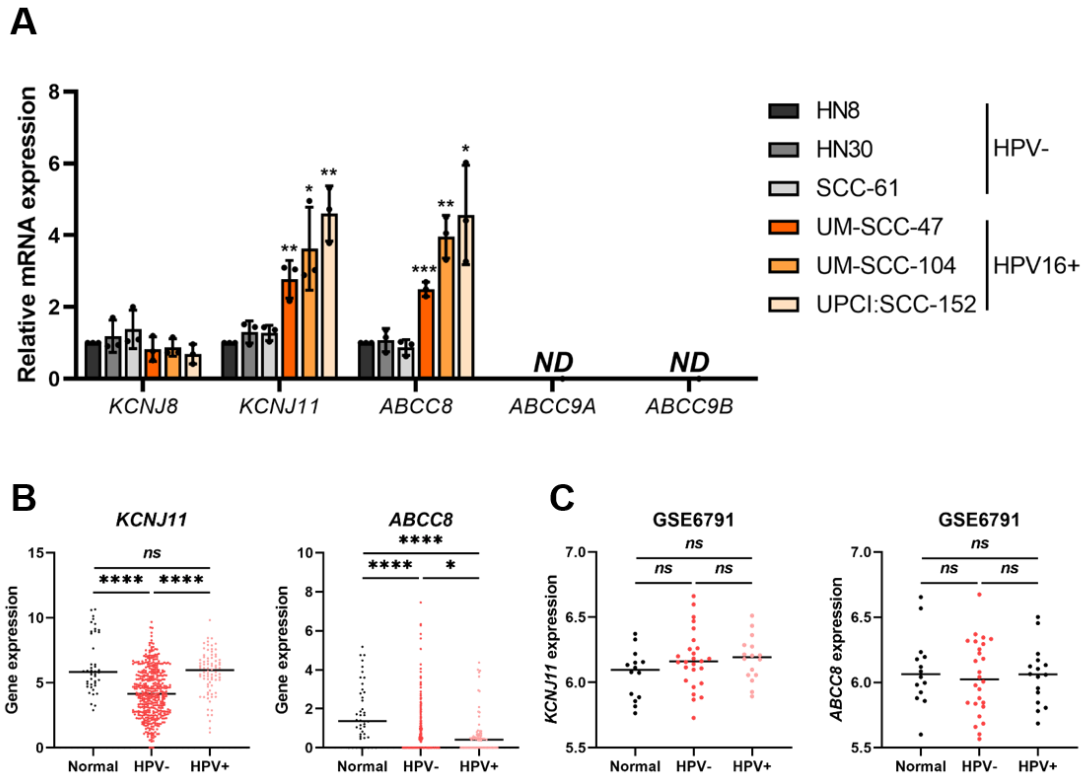 A
Relative mRNA expression
8
6
4
2
0
** * ** *** ** *
ND ND
KCNJ8 KCNJ11 ABCC8 ABCC9A ABCC9B
HN8
HN30
SCC-61
HPV-
UM-SCC-47
UM-SCC-104
UPCI:SCC-152
HPV16+
B
KCNJ11
Gene expression
15
10
5
0
ns
**** ****
Normal HPV- HPV+
ABCC8
Gene expression
10
8
6
4
2
0
****
**** *
Normal HPV- HPV+
C
GSE6791
KCNJ11 expression
7.0
6.5
6.0
5.5
ns
ns ns
Normal HPV- HPV+
GSE6791
ABCC8 expression
7.0
6.5
6.0
5.5
ns
ns ns
Normal HPV- HPV+